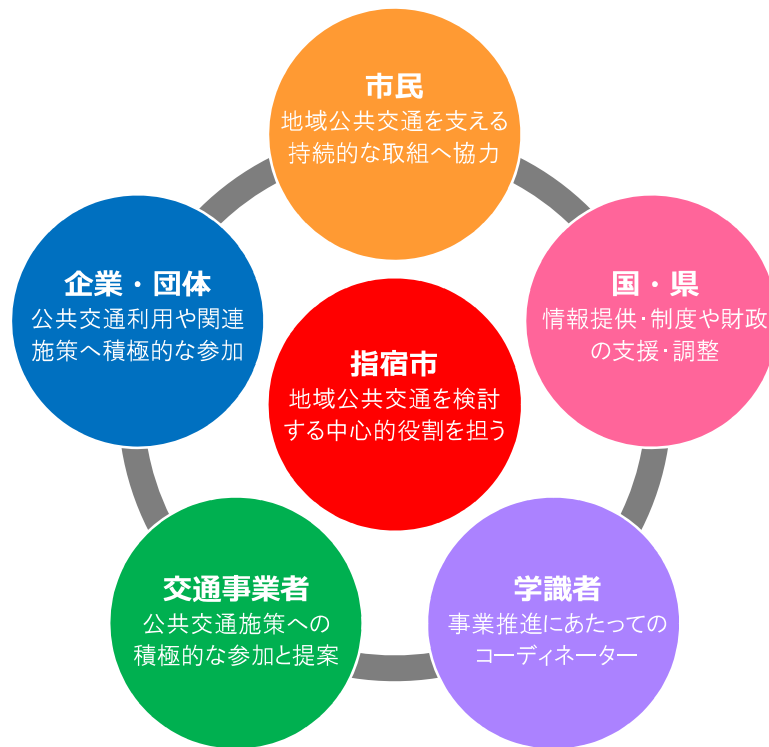 市民
地域公共交通を支える
持続的な取組へ協力
企業・団体
公共交通利用や関連
施策へ積極的な参加
国・県
情報提供・制度や財政
の支援・調整
指宿市
地域公共交通を検討
する中心的役割を担う
交通事業者
公共交通施策への
積極的な参加と提案
学識者
事業推進にあたっての
コーディネーター